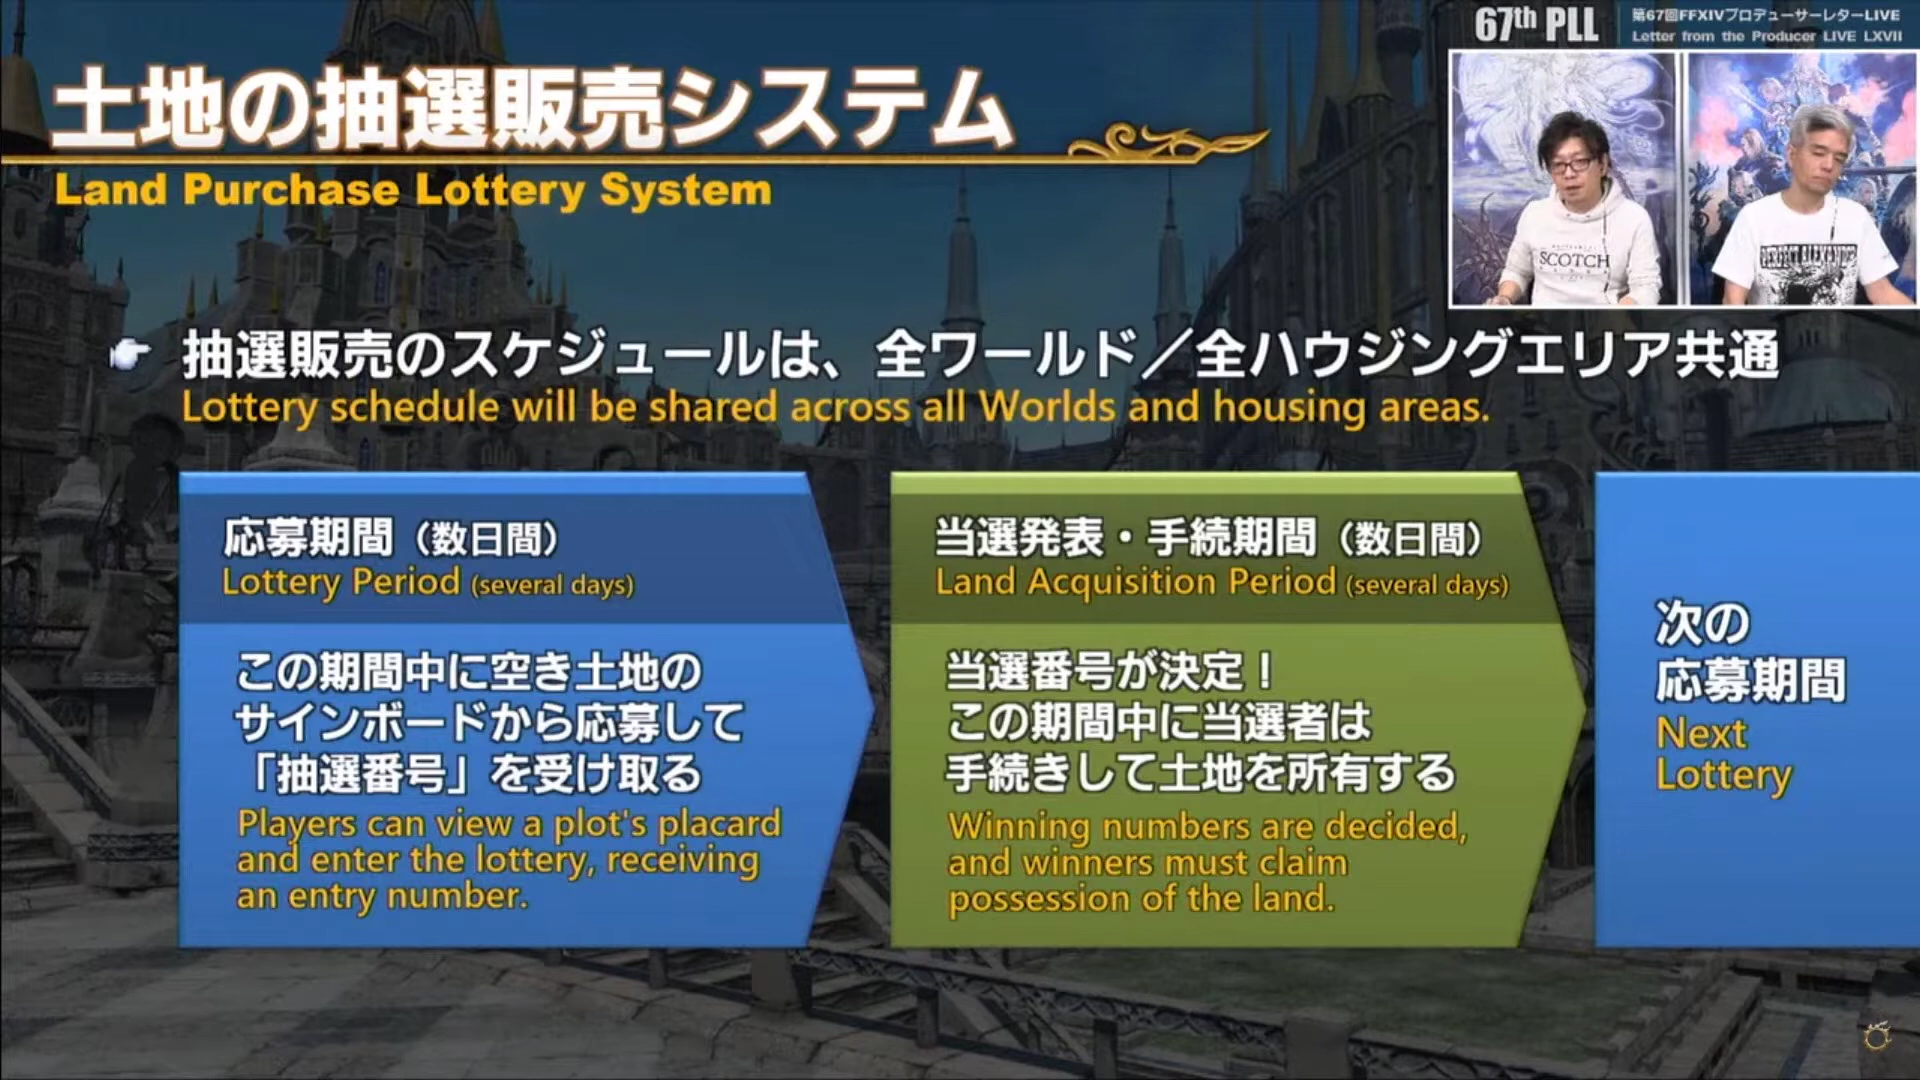 67th PLL
第67回FFXIVプロデューサーレターLIVE
Letter from the Producer LIVE LXVII
土地の抽選販売システム
Land Purchase Lottery System
SCOTCH
抽選販売のスケジュールは、全ワールド／全ハウジングエリア共通
Lottery schedule will be shared across all Worlds and housing areas.
応募期間（数日間）
Lottery Period (several days)
この期間中に空き土地の
サインボードから応募して
「抽選番号」を受け取る
Players can view a plot's placard
and enter the lottery, receiving
an entry number.
当選発表・手続期間（数日間）
Land Acquisition Period (several days)
当選番号が決定！
この期間中に当選者は
手続きして土地を所有する
Winning numbers are decided,
and winners must claim
possession of the land.
次の
応募期間
Next
Lottery